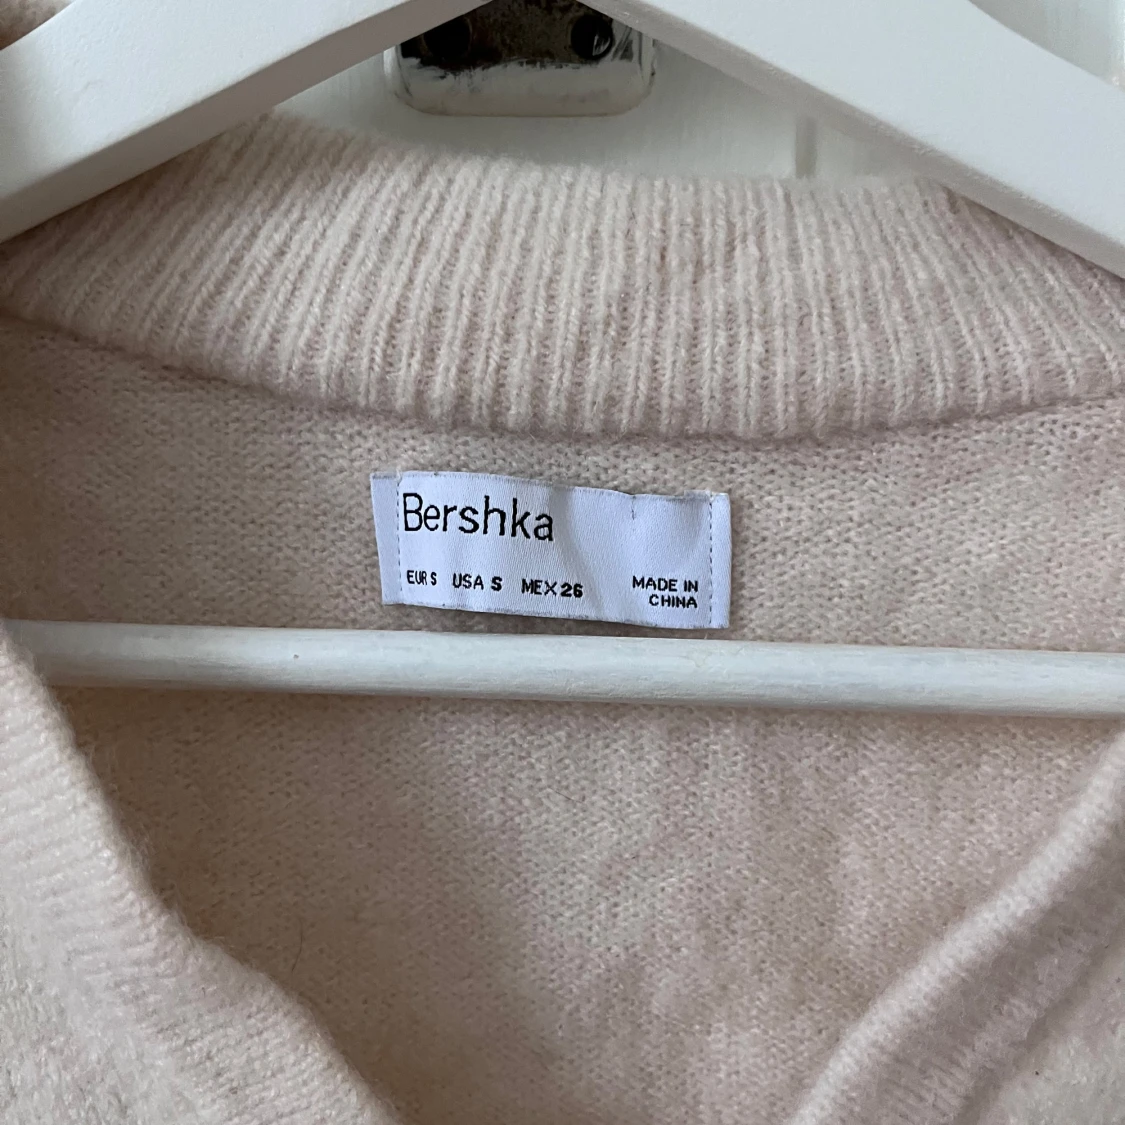 Bershka
EUR S USA S MEX 26
MADE IN
CHINA